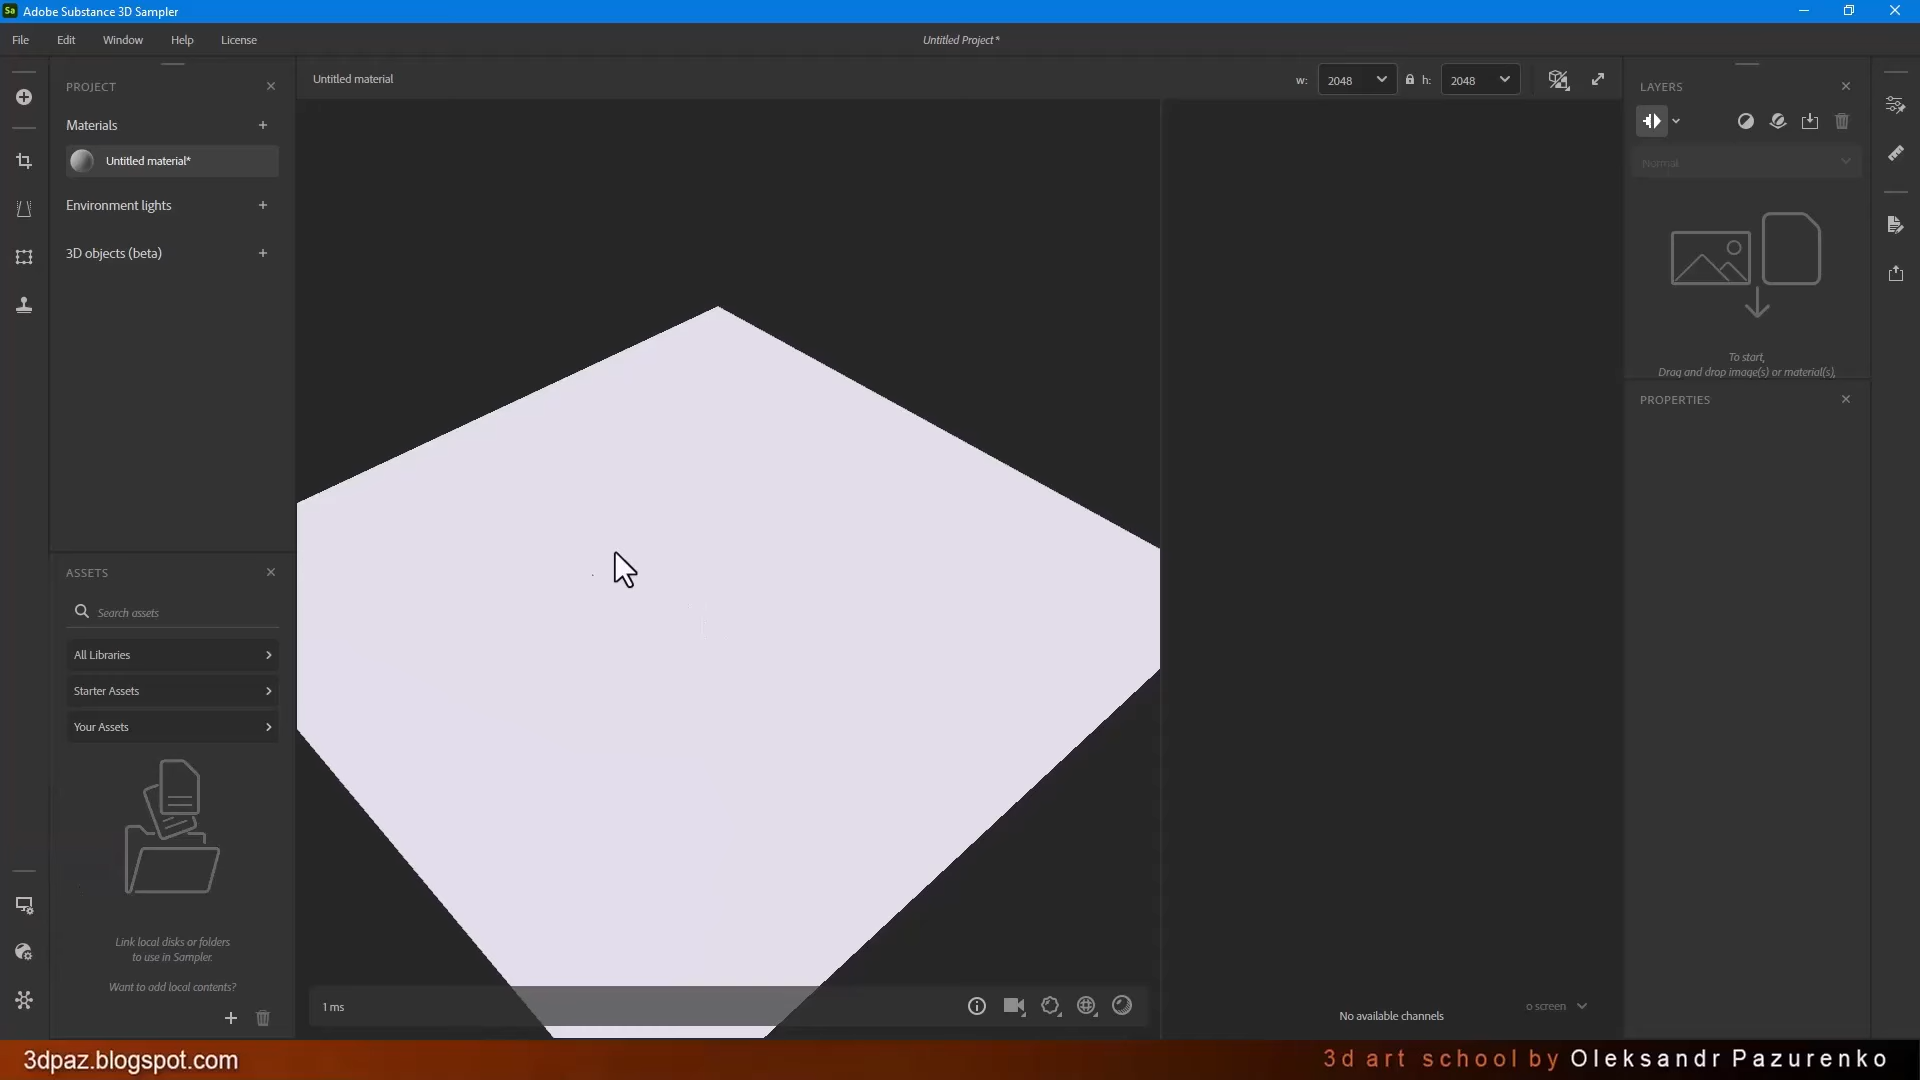 Sa Adobe Substance 3D Sampler
File Edit Window Help License
Untitled Project*
PROJECT
Materials
Untitled material*
Environment lights
3D objects (beta)
ASSETS
Search assets
All Libraries
Starter Assets
Your Assets
Link local disks or folders
to use in Sampler.
Want to add local contents?
Untitled material
w: 2048 h: 2048
1 ms
No available channels
o screen
LAYERS
Normal
To start,
Drag and drop image(s) or material(s),
PROPERTIES
3dpaz.blogspot.com
3d art school by Oleksandr Pazurenko